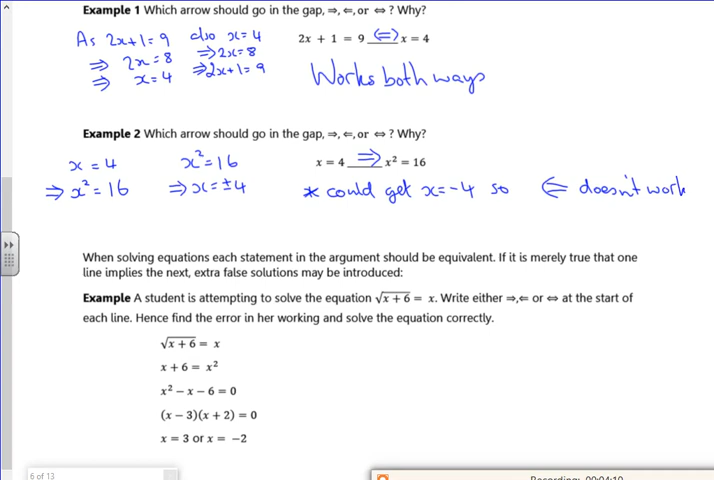 Example 1 Which arrow should go in the gap, ⇒, ⇐, or ⇔ ? Why?
As 2x+1=9 also x=4
⇒ 2x=8 ⇒2x=8
⇒ x=4 ⇒2x+1=9
2x + 1 = 9 ⇔ x = 4
Works both ways
Example 2 Which arrow should go in the gap, ⇒, ⇐, or ⇔ ? Why?
x = 4 x²=16 x = 4 ⇒ x² = 16
⇒ x²=16 ⇒x=±4 * could get x=-4 so ⇐ doesn't work
When solving equations each statement in the argument should be equivalent. If it is merely true that one
line implies the next, extra false solutions may be introduced:
Example A student is attempting to solve the equation √(x + 6) = x. Write either ⇒,⇐ or ⇔ at the start of
each line. Hence find the error in her working and solve the equation correctly.
√(x + 6) = x
x + 6 = x²
x² − x − 6 = 0
(x − 3)(x + 2) = 0
x = 3 or x = −2
6 of 13
Recording: 00:04:10